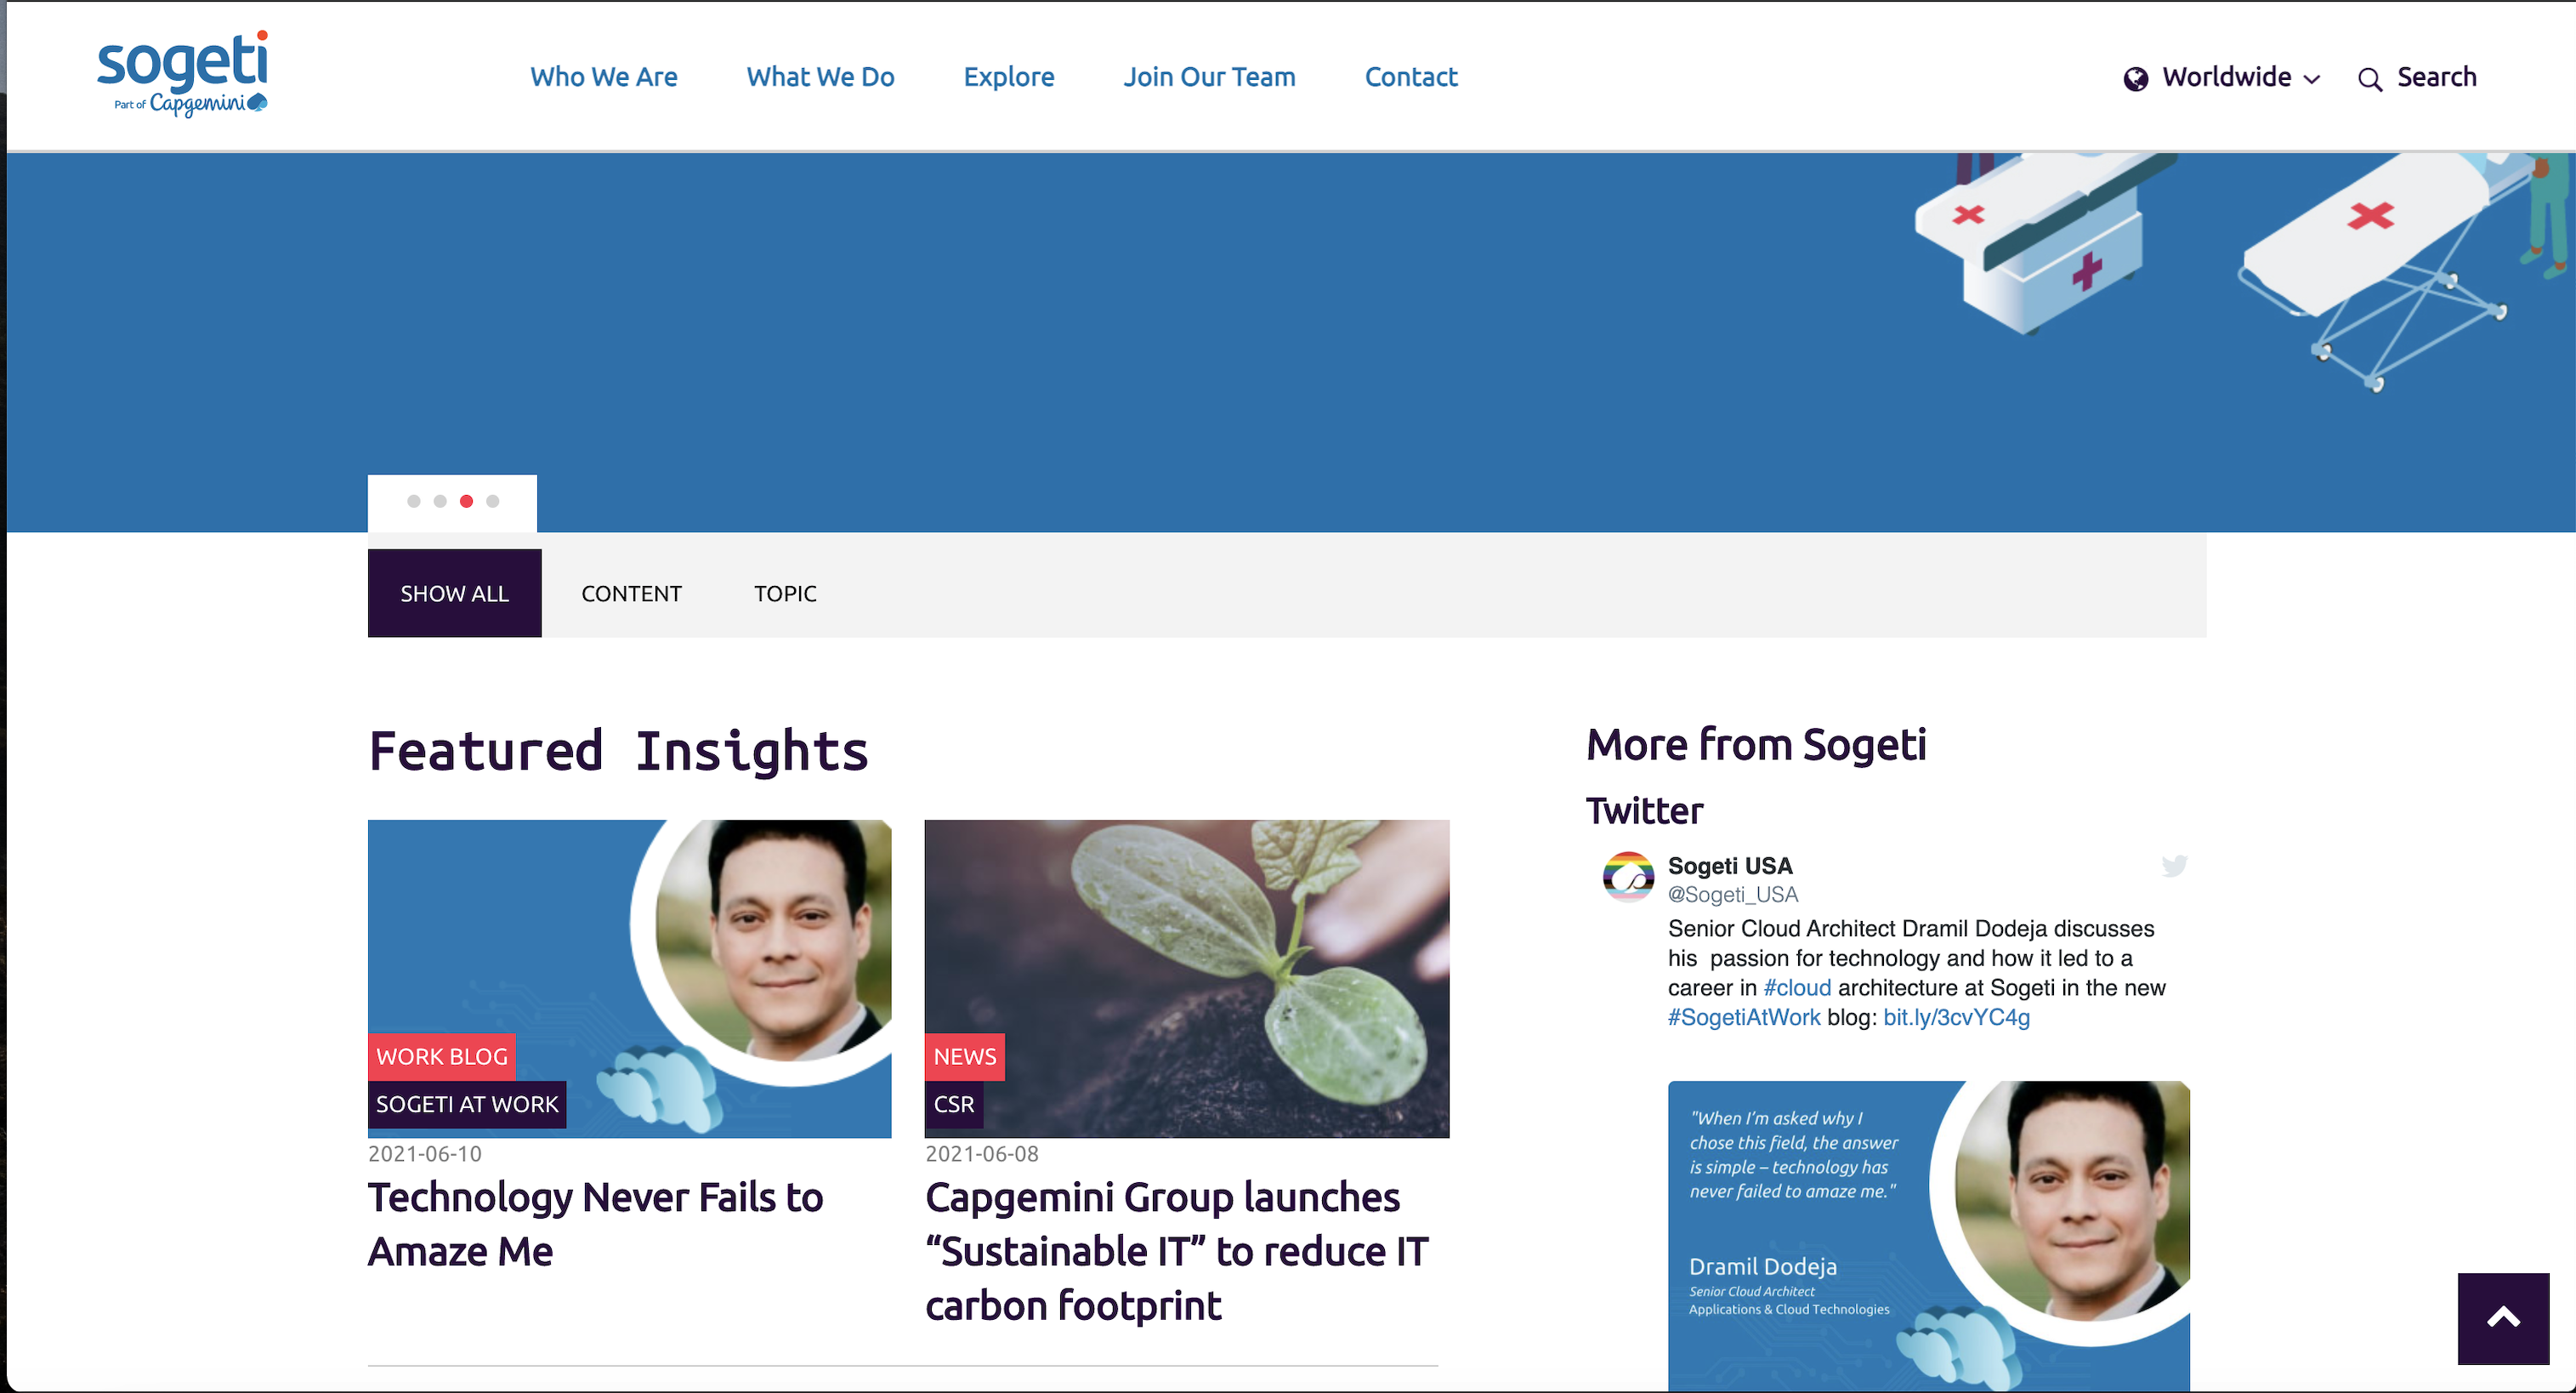 sogeti
Part of Capgemini
Who We Are
What We Do
Explore
Join Our Team
Contact
Worldwide
Search
SHOW ALL
CONTENT
TOPIC
Featured Insights
WORK BLOG
SOGETI AT WORK
2021-06-10
Technology Never Fails to
Amaze Me
NEWS
CSR
2021-06-08
Capgemini Group launches
“Sustainable IT” to reduce IT
carbon footprint
More from Sogeti
Twitter
Sogeti USA
@Sogeti_USA
Senior Cloud Architect Dramil Dodeja discusses
his  passion for technology and how it led to a
career in #cloud architecture at Sogeti in the new
#SogetiAtWork blog: bit.ly/3cvYC4g
"When I’m asked why I
chose this field, the answer
is simple – technology has
never failed to amaze me."
Dramil Dodeja
Senior Cloud Architect
Applications & Cloud Technologies